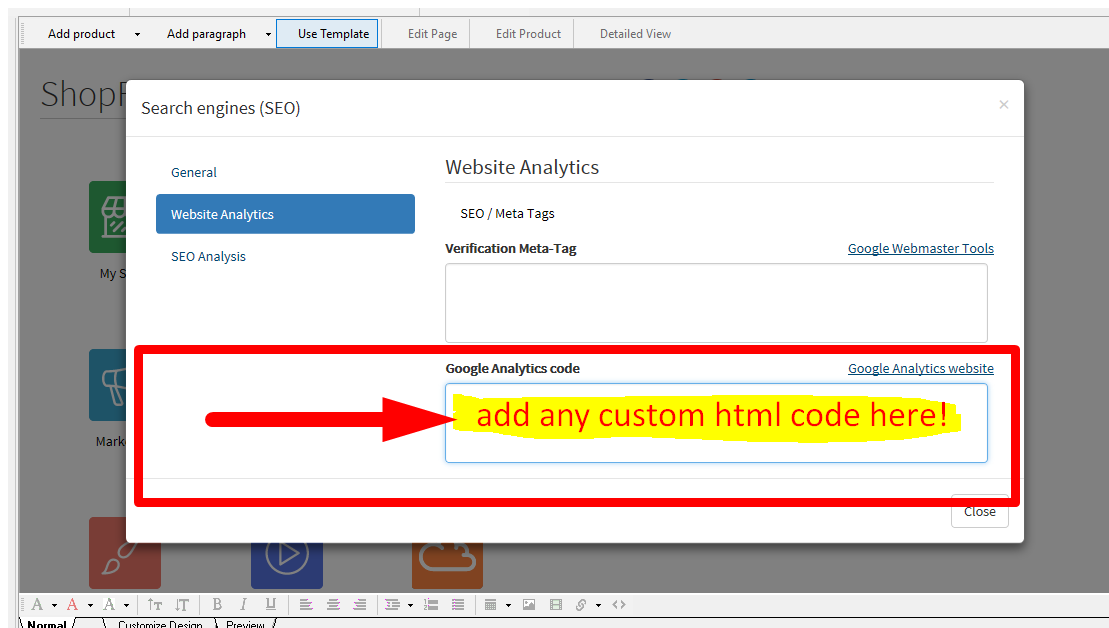 Add product Add paragraph Use Template Edit Page Edit Product Detailed View
Search engines (SEO) ×
General
Website Analytics
SEO Analysis
Website Analytics
SEO / Meta Tags
Verification Meta-Tag Google Webmaster Tools
Google Analytics code Google Analytics website
add any custom html code here!
Close
My S
Mark
A A A T T B I U
Normal Customize Design Preview